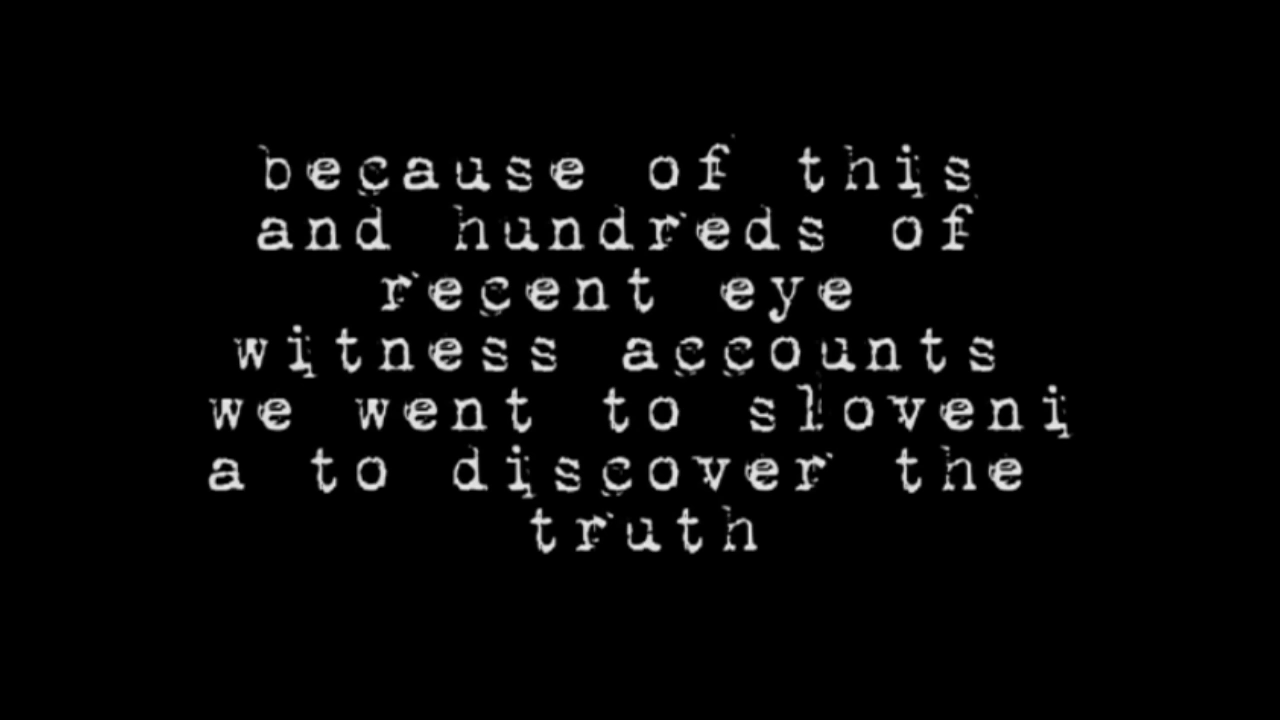 because of this
and hundreds of
recent eye
witness accounts
we went to sloveni
a to discover the
truth